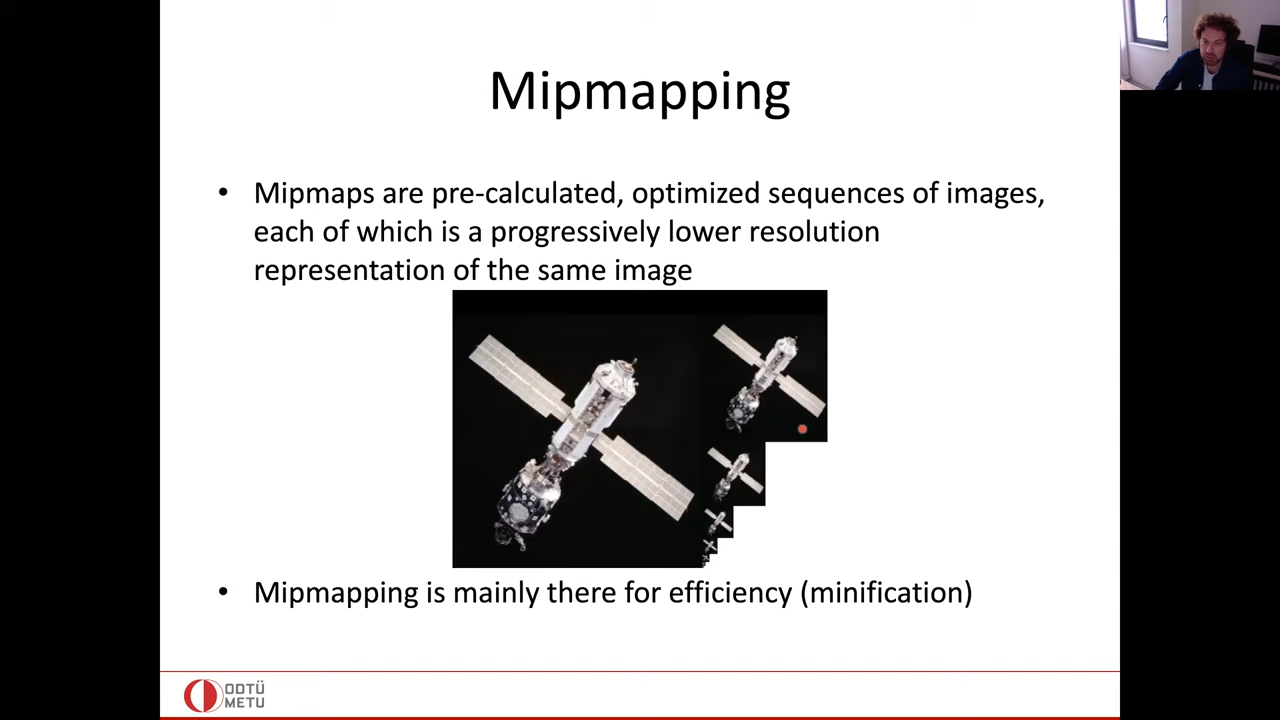 Mipmapping
• Mipmaps are pre-calculated, optimized sequences of images,
each of which is a progressively lower resolution
representation of the same image
• Mipmapping is mainly there for efficiency (minification)
ODTÜ
METU